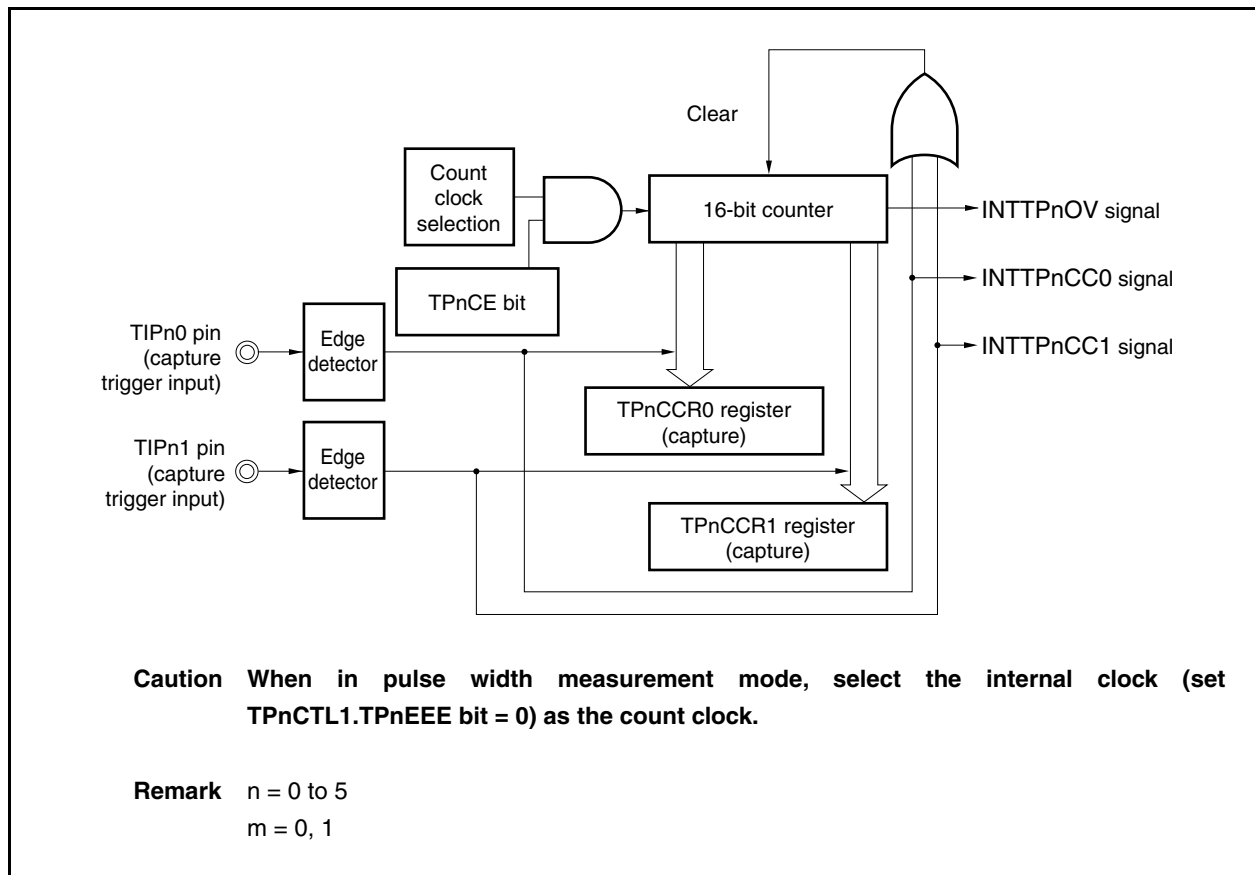 Clear
Count
clock
selection
16-bit counter
INTTPnOV signal
TPnCE bit
INTTPnCC0 signal
TIPn0 pin
(capture
trigger input)
Edge
detector
INTTPnCC1 signal
TPnCCR0 register
(capture)
TIPn1 pin
(capture
trigger input)
Edge
detector
TPnCCR1 register
(capture)
Caution When in pulse width measurement mode, select the internal clock (set
TPnCTL1.TPnEEE bit = 0) as the count clock.
Remark n = 0 to 5
m = 0, 1